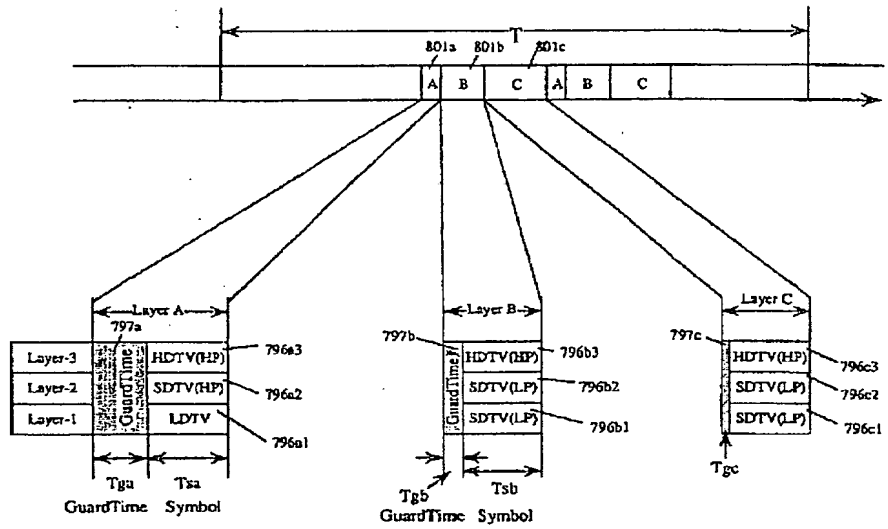 T
801a 801b 801c
A B C A B C
Layer A Layer B Layer C
797a 797b 797c
Layer-3 GuardTime HDTV(HP) 796a3 GuardTime HDTV(HP) 796b3 HDTV(HP) 796c3
Layer-2 SDTV(HP) 796a2 SDTV(LP) 796b2 SDTV(LP) 796c2
Layer-1 LDTV 796a1 SDTV(LP) 796b1 SDTV(LP) 796c1
Tga Tsa Tgb Tsb Tgc
GuardTime Symbol GuardTime Symbol